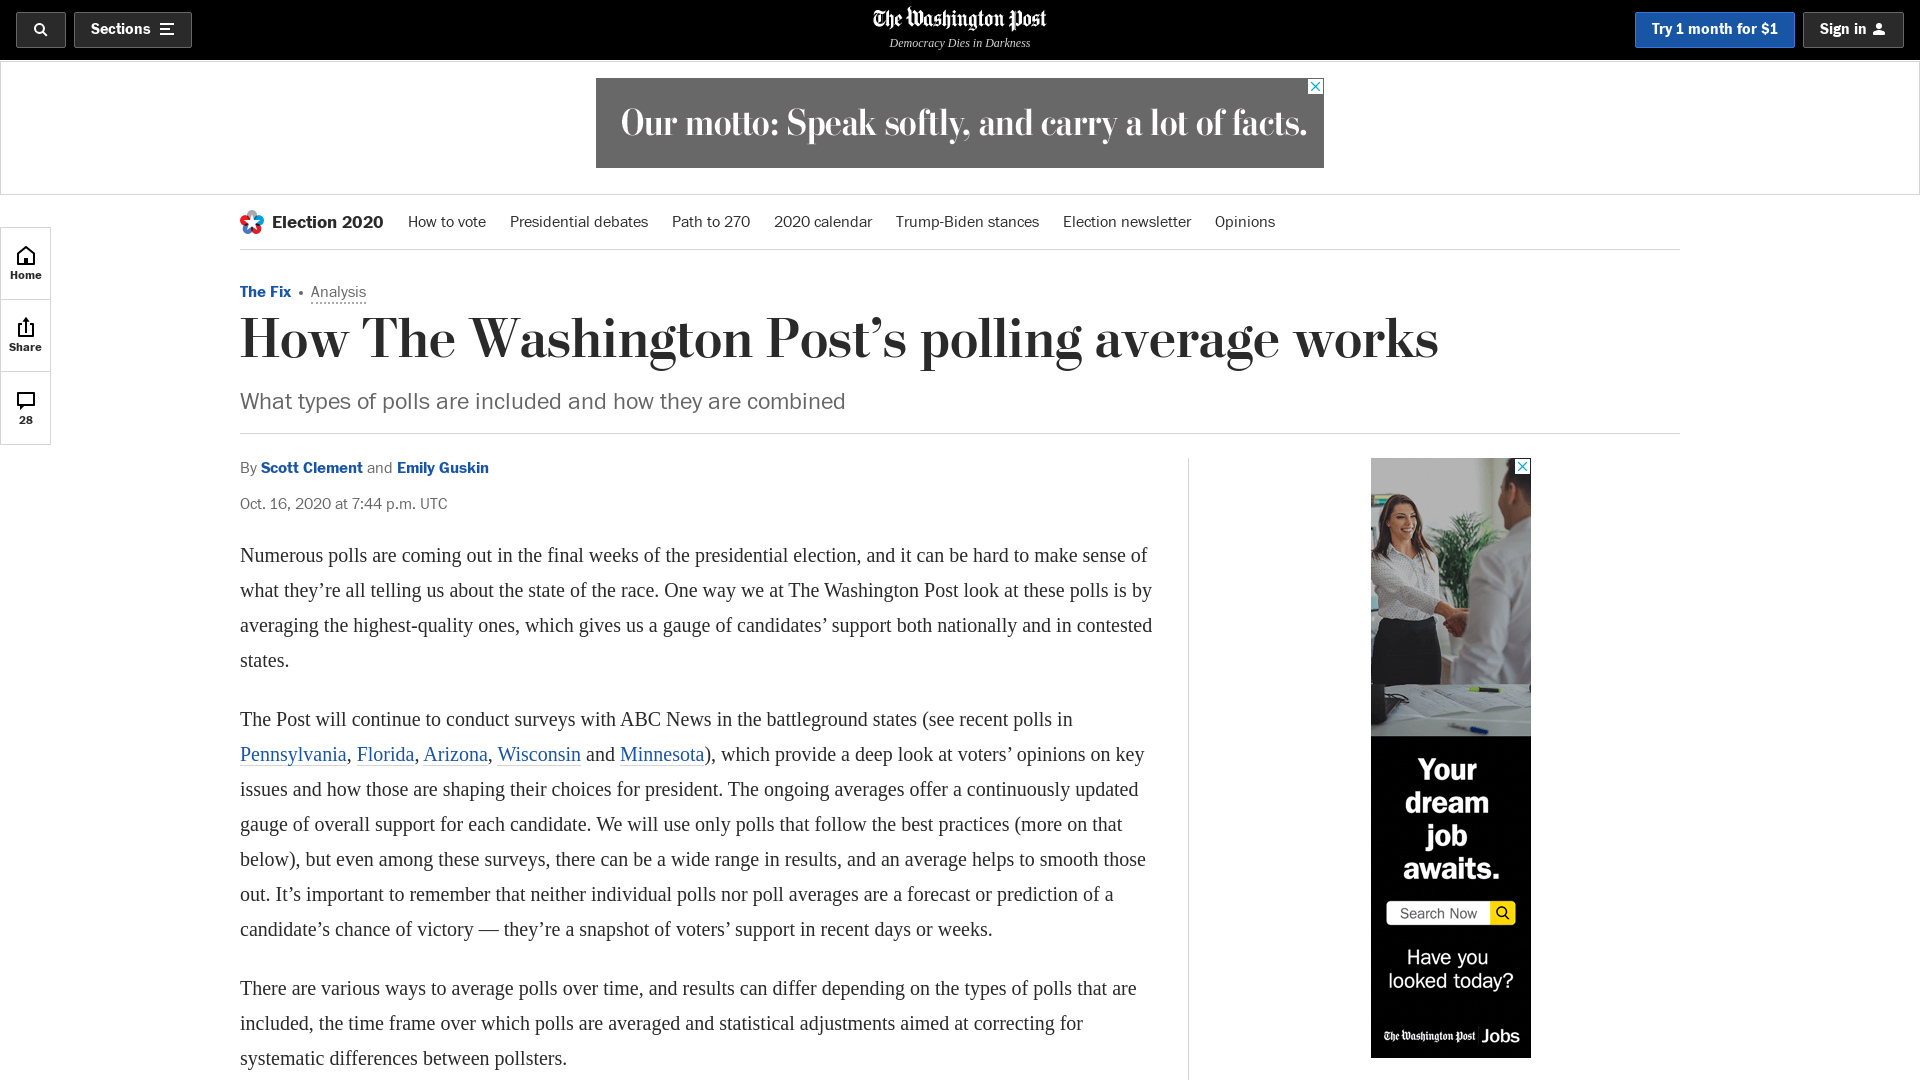 Sections
The Washington Post
Democracy Dies in Darkness
Try 1 month for $1
Sign in
Our motto: Speak softly, and carry a lot of facts.
Election 2020
How to vote
Presidential debates
Path to 270
2020 calendar
Trump-Biden stances
Election newsletter
Opinions
Home
Share
28
The Fix • Analysis
How The Washington Post’s polling average works
What types of polls are included and how they are combined
By Scott Clement and Emily Guskin
Oct. 16, 2020 at 7:44 p.m. UTC
Numerous polls are coming out in the final weeks of the presidential election, and it can be hard to make sense of
what they’re all telling us about the state of the race. One way we at The Washington Post look at these polls is by
averaging the highest-quality ones, which gives us a gauge of candidates’ support both nationally and in contested
states.
The Post will continue to conduct surveys with ABC News in the battleground states (see recent polls in
Pennsylvania, Florida, Arizona, Wisconsin and Minnesota), which provide a deep look at voters’ opinions on key
issues and how those are shaping their choices for president. The ongoing averages offer a continuously updated
gauge of overall support for each candidate. We will use only polls that follow the best practices (more on that
below), but even among these surveys, there can be a wide range in results, and an average helps to smooth those
out. It’s important to remember that neither individual polls nor poll averages are a forecast or prediction of a
candidate’s chance of victory — they’re a snapshot of voters’ support in recent days or weeks.
There are various ways to average polls over time, and results can differ depending on the types of polls that are
included, the time frame over which polls are averaged and statistical adjustments aimed at correcting for
systematic differences between pollsters.
Your
dream
job
awaits.
Search Now
Have you
looked today?
The Washington Post Jobs